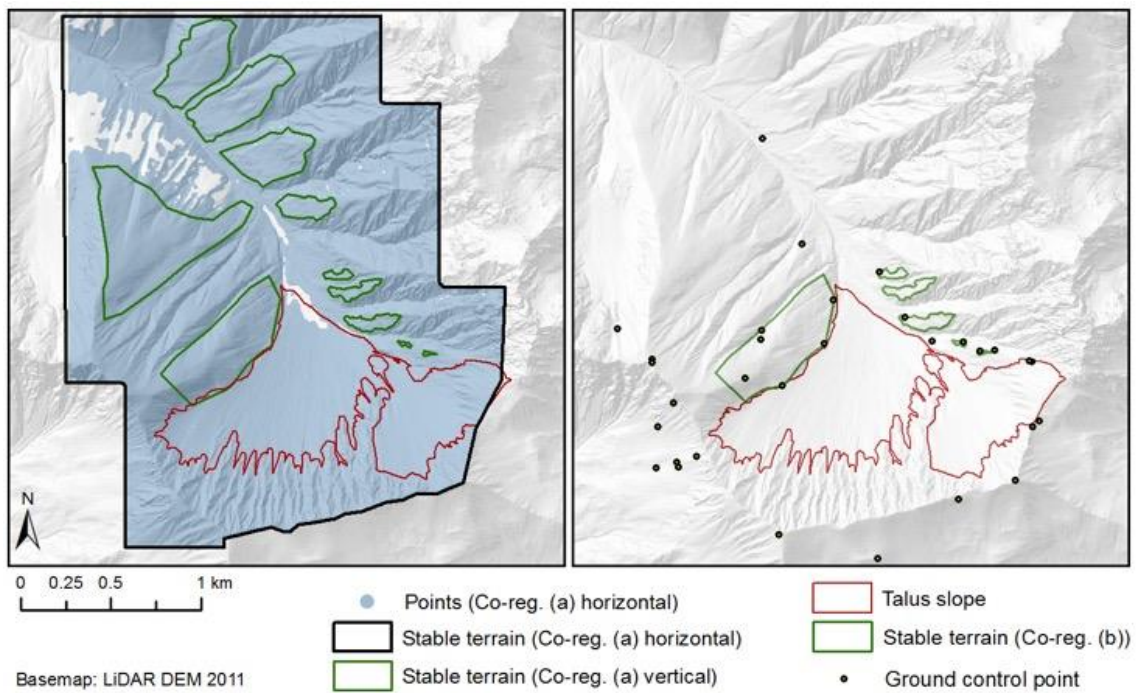 N
0 0.25 0.5 1 km
Basemap: LiDAR DEM 2011
Points (Co-reg. (a) horizontal)
Stable terrain (Co-reg. (a) horizontal)
Stable terrain (Co-reg. (a) vertical)
Talus slope
Stable terrain (Co-reg. (b))
Ground control point